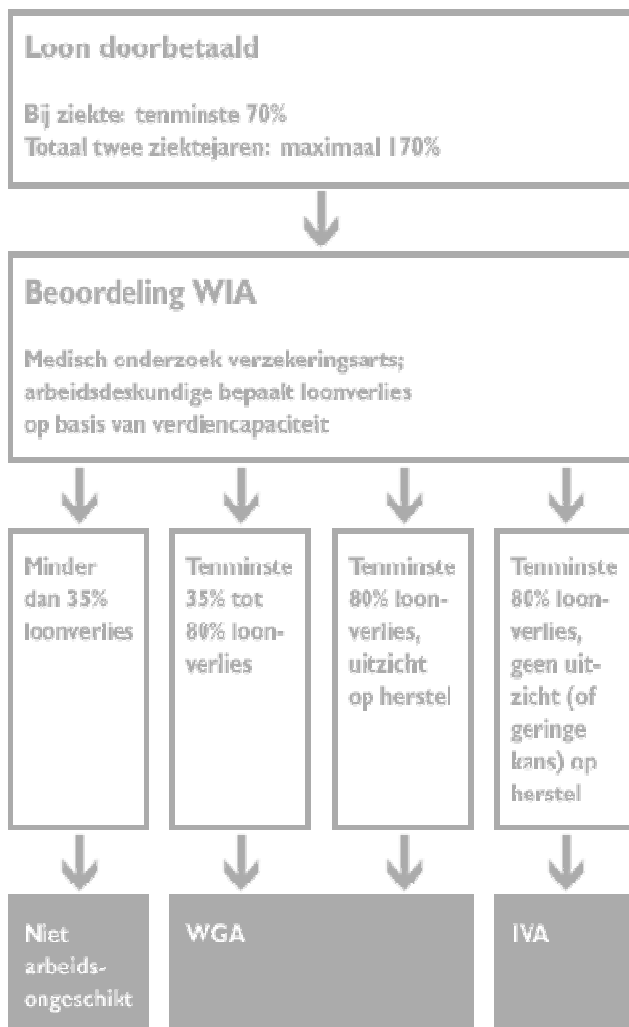 Loon doorbetaald
Bij ziekte: tenminste 70%
Totaal twee ziektejaren: maximaal 170%
Beoordeling WIA
Medisch onderzoek verzekeringsarts;
arbeidsdeskundige bepaalt loonverlies
op basis van verdiencapaciteit
Minder
dan 35%
loonverlies
Tenminste
35% tot
80% loon-
verlies
Tenminste
80% loon-
verlies,
uitzicht
op herstel
Tenminste
80% loon-
verlies,
geen uit-
zicht (of
geringe
kans) op
herstel
Niet
arbeids-
ongeschikt
WGA
IVA